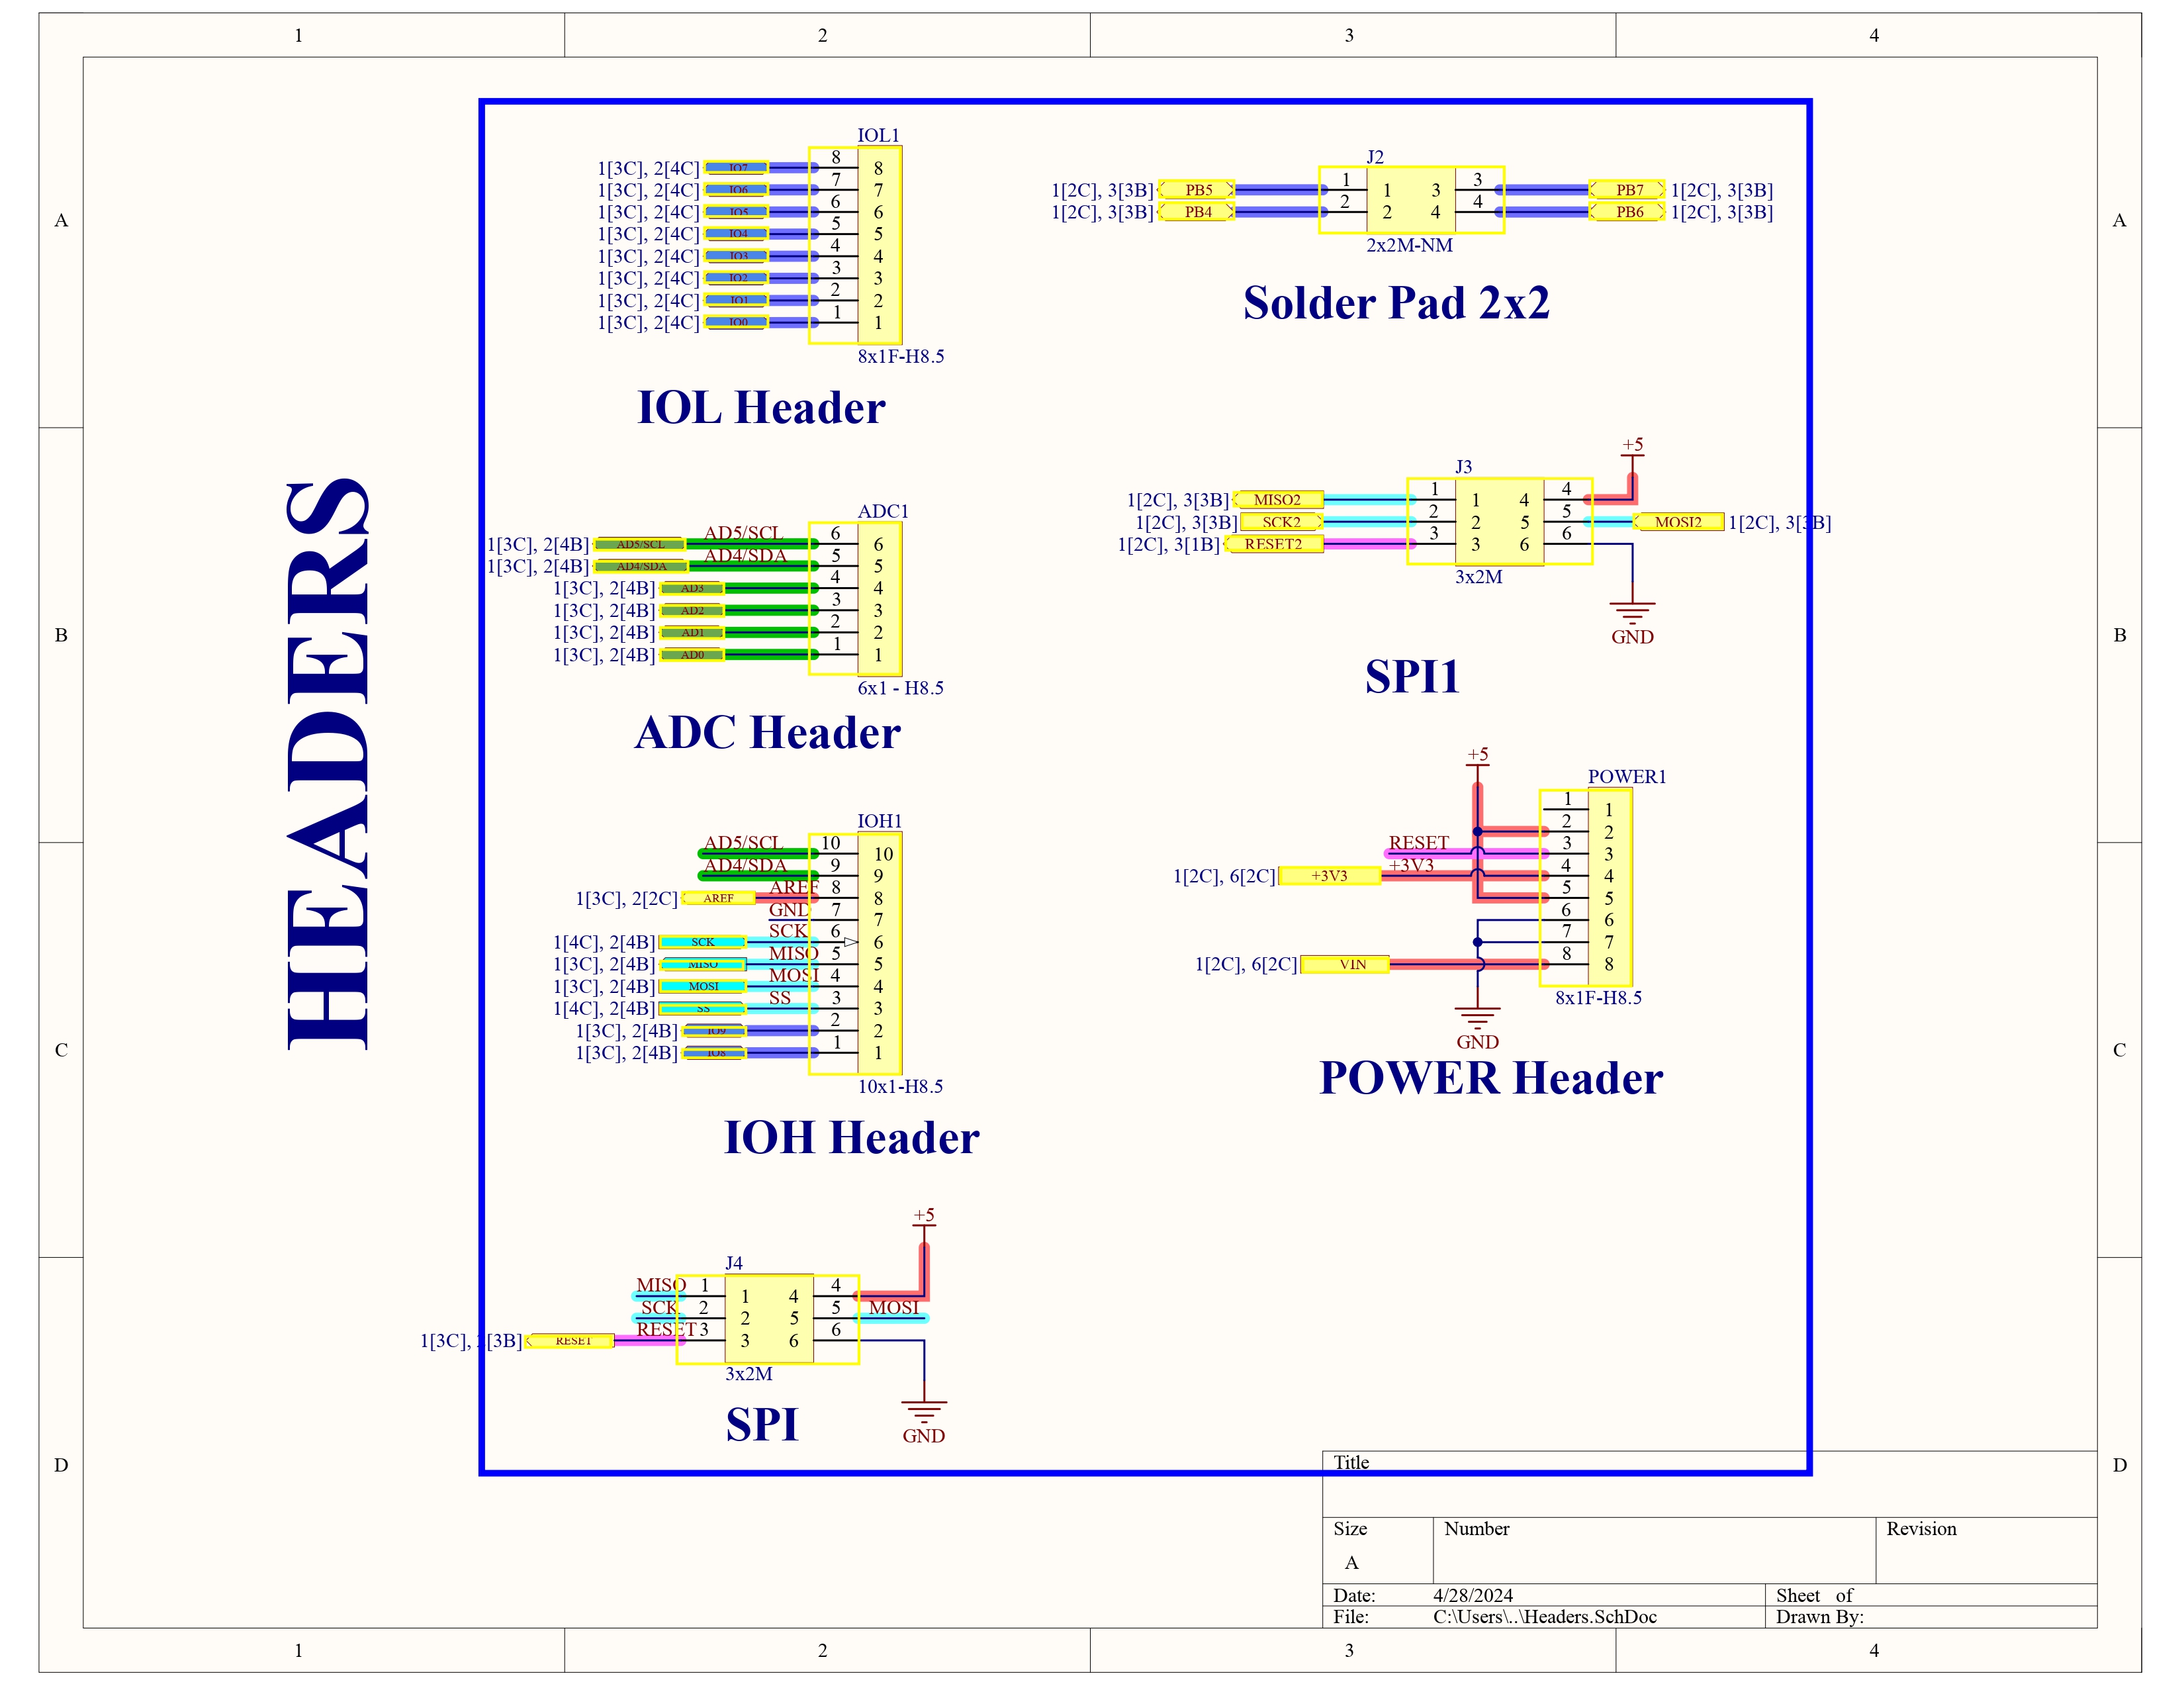 1 2 3 4
A
B
C
D
A
B
C
D
HEADERS
IOL1
1[3C], 2[4C] IO7 8 8
1[3C], 2[4C] IO6 7 7
1[3C], 2[4C] IO5 6 6
1[3C], 2[4C] IO4 5 5
1[3C], 2[4C] IO3 4 4
1[3C], 2[4C] IO2 3 3
1[3C], 2[4C] IO1 2 2
1[3C], 2[4C] IO0 1 1
8x1F-H8.5
IOL Header
J2
1[2C], 3[3B] PB5 1 1 3 3 PB7 1[2C], 3[3B]
1[2C], 3[3B] PB4 2 2 4 4 PB6 1[2C], 3[3B]
2x2M-NM
Solder Pad 2x2
ADC1
1[3C], 2[4B] AD5/SCL AD5/SCL 6 6
1[3C], 2[4B] AD4/SDA AD4/SDA 5 5
1[3C], 2[4B] AD3 4 4
1[3C], 2[4B] AD2 3 3
1[3C], 2[4B] AD1 2 2
1[3C], 2[4B] AD0 1 1
6x1 - H8.5
ADC Header
+5
J3
1[2C], 3[3B] MISO2 1 1 4 4
1[2C], 3[3B] SCK2 2 2 5 5 MOSI2 1[2C], 3[3B]
1[2C], 3[1B] RESET2 3 3 6 6
3x2M
GND
SPI1
IOH1
AD5/SCL 10 10
AD4/SDA 9 9
1[3C], 2[2C] AREF AREF 8 8
GND 7 7
1[4C], 2[4B] SCK SCK 6 6
1[3C], 2[4B] MISO MISO 5 5
1[3C], 2[4B] MOSI MOSI 4 4
1[4C], 2[4B] SS SS 3 3
1[3C], 2[4B] IO9 2 2
1[3C], 2[4B] IO8 1 1
10x1-H8.5
IOH Header
+5
POWER1
1 1
2 2
RESET 3 3
1[2C], 6[2C] +3V3 +3V3 4 4
5 5
6 6
7 7
1[2C], 6[2C] VIN 8 8
8x1F-H8.5
GND
POWER Header
+5
J4
MISO 1 1 4 4
SCK 2 2 5 5 MOSI
1[3C], [3B] RESET RESET 3 3 6 6
3x2M
GND
SPI
Title
Size Number Revision
A
Date: 4/28/2024 Sheet of
File: C:\Users\..\Headers.SchDoc Drawn By:
1 2 3 4